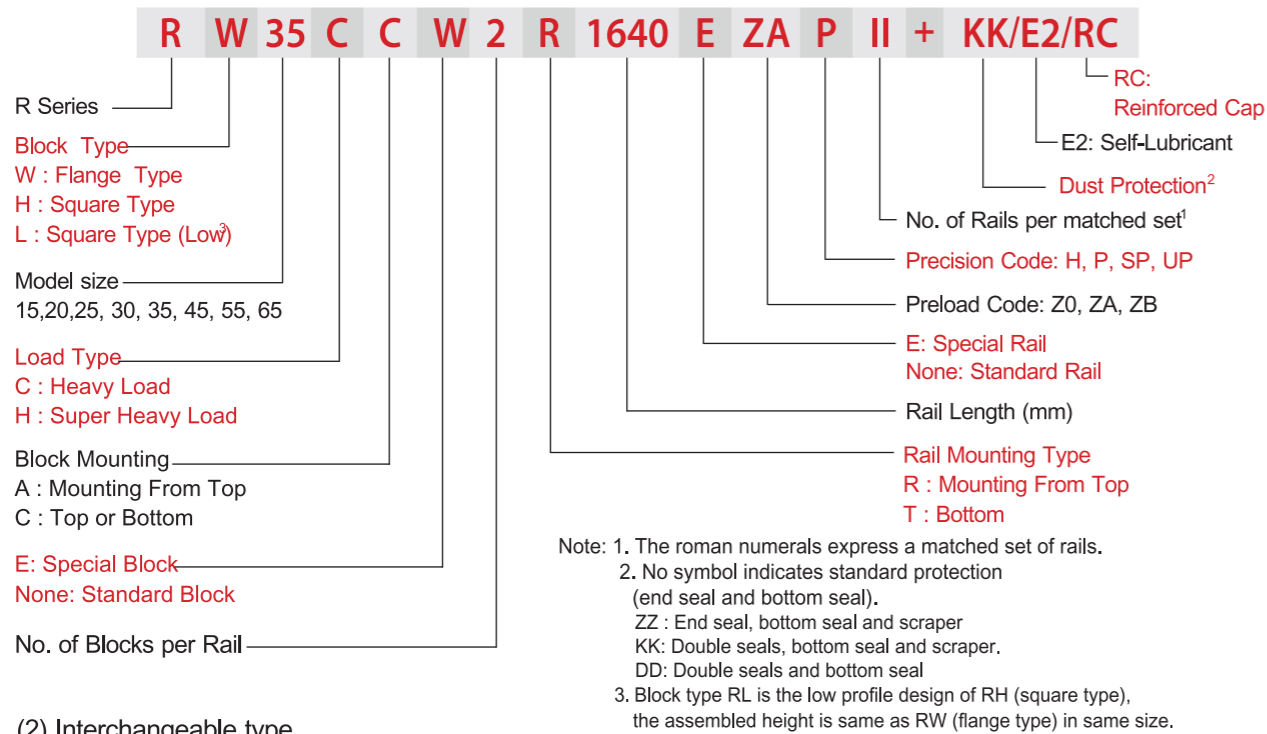 R W 35 C C W 2 R 1640 E ZA P II + KK/E2/RC
R Series
Block Type
W : Flange Type
H : Square Type
L : Square Type (Low3)
Model size
15,20,25, 30, 35, 45, 55, 65
Load Type
C : Heavy Load
H : Super Heavy Load
Block Mounting
A : Mounting From Top
C : Top or Bottom
E: Special Block
None: Standard Block
No. of Blocks per Rail
RC:
Reinforced Cap
E2: Self-Lubricant
Dust Protection2
No. of Rails per matched set1
Precision Code: H, P, SP, UP
Preload Code: Z0, ZA, ZB
E: Special Rail
None: Standard Rail
Rail Length (mm)
Rail Mounting Type
R : Mounting From Top
T : Bottom
Note: 1. The roman numerals express a matched set of rails.
2. No symbol indicates standard protection
(end seal and bottom seal).
ZZ : End seal, bottom seal and scraper
KK: Double seals, bottom seal and scraper.
DD: Double seals and bottom seal
3. Block type RL is the low profile design of RH (square type),
the assembled height is same as RW (flange type) in same size.
(2) Interchangeable type